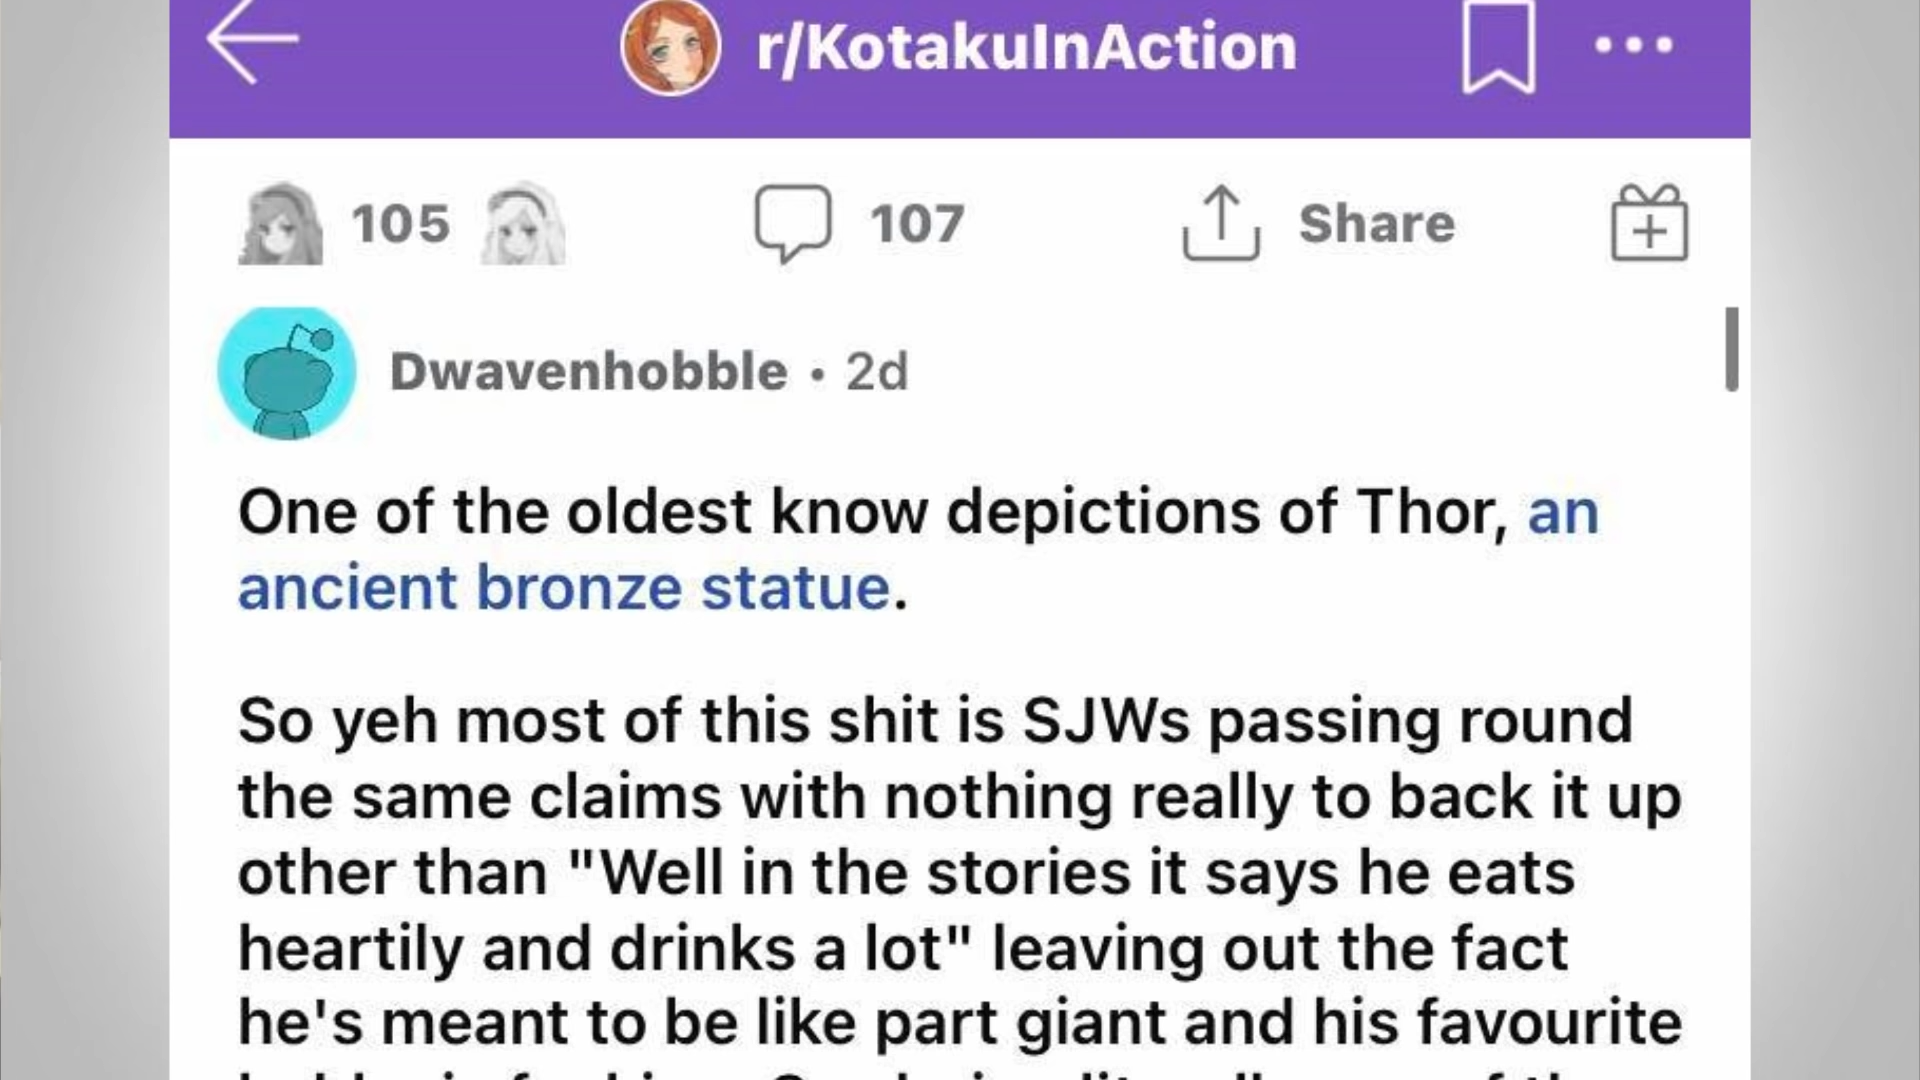 r/KotakuInAction
105
107
Share
Dwavenhobble • 2d
One of the oldest know depictions of Thor, an
ancient bronze statue.
So yeh most of this shit is SJWs passing round
the same claims with nothing really to back it up
other than "Well in the stories it says he eats
heartily and drinks a lot" leaving out the fact
he's meant to be like part giant and his favourite